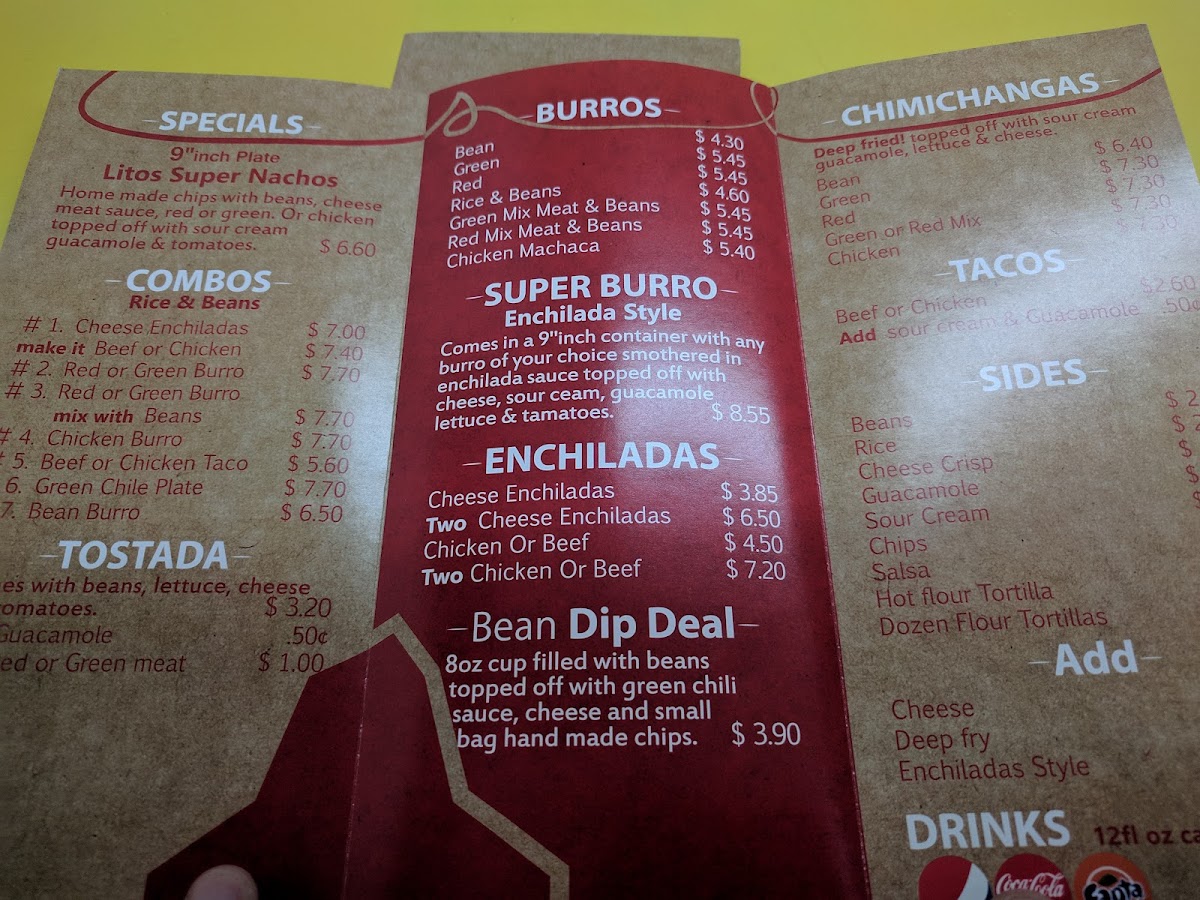 SPECIALS
9"inch Plate
Litos Super Nachos
Home made chips with beans, cheese
meat sauce, red or green. Or chicken
topped off with sour cream
guacamole & tomatoes. $ 6.60
COMBOS
Rice & Beans
# 1. Cheese Enchiladas $ 7.00
make it Beef or Chicken $ 7.40
# 2. Red or Green Burro $ 7.70
# 3. Red or Green Burro
mix with Beans $ 7.70
# 4. Chicken Burro $ 7.70
5. Beef or Chicken Taco $ 5.60
6. Green Chile Plate $ 7.70
7. Bean Burro $ 6.50
TOSTADA
es with beans, lettuce, cheese
omatoes. $ 3.20
Guacamole .50¢
ed or Green meat $ 1.00
BURROS
Bean $ 4.30
Green $ 5.45
Red $ 5.45
Rice & Beans $ 4.60
Green Mix Meat & Beans $ 5.45
Red Mix Meat & Beans $ 5.45
Chicken Machaca $ 5.40
SUPER BURRO
Enchilada Style
Comes in a 9"inch container with any
burro of your choice smothered in
enchilada sauce topped off with
cheese, sour ceam, guacamole
lettuce & tamatoes. $ 8.55
ENCHILADAS
Cheese Enchiladas $ 3.85
Two Cheese Enchiladas $ 6.50
Chicken Or Beef $ 4.50
Two Chicken Or Beef $ 7.20
Bean Dip Deal
8oz cup filled with beans
topped off with green chili
sauce, cheese and small
bag hand made chips. $ 3.90
CHIMICHANGAS
Deep fried! topped off with sour cream
guacamole, lettuce & cheese.
Bean $ 6.40
Green $ 7.30
Red $ 7.30
Green or Red Mix $ 7.30
Chicken
TACOS
Beef or Chicken $2.60
Add sour cream & Guacamole .50
SIDES
Beans $ 2
Rice $
Cheese Crisp $
Guacamole $
Sour Cream
Chips
Salsa
Hot flour Tortilla
Dozen Flour Tortillas
Add
Cheese
Deep fry
Enchiladas Style
DRINKS 12fl oz ca
Coca-Cola
Fanta